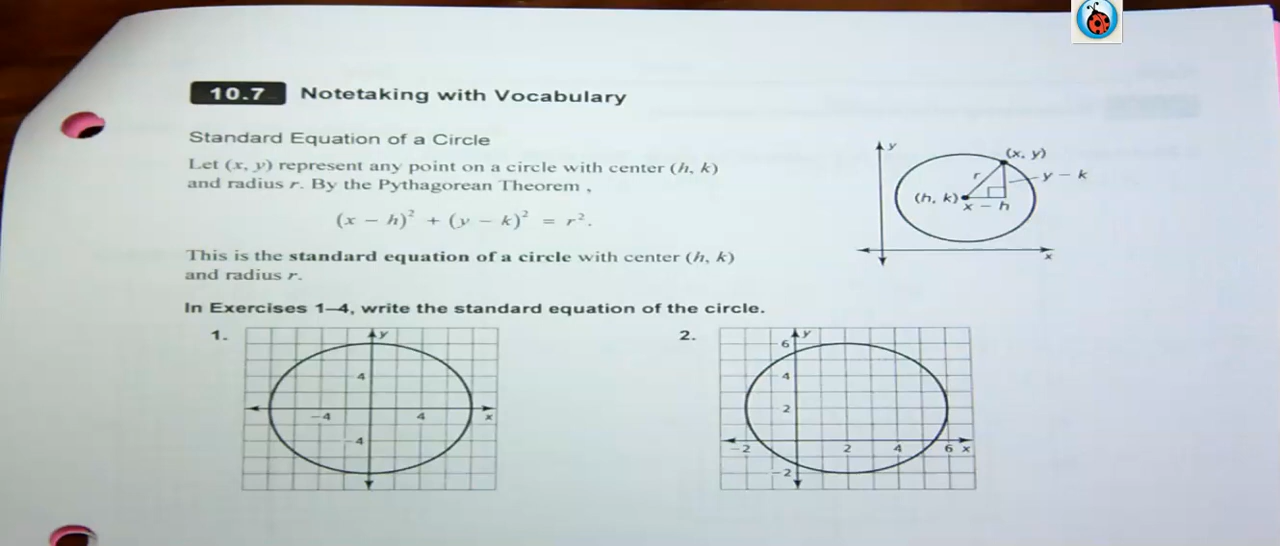 10.7 Notetaking with Vocabulary
Standard Equation of a Circle
Let (x, y) represent any point on a circle with center (h, k)
and radius r. By the Pythagorean Theorem ,
(x − h)² + (y − k)² = r².
This is the standard equation of a circle with center (h, k)
and radius r.
y
(x, y)
r
y − k
(h, k)
x − h
x
In Exercises 1–4, write the standard equation of the circle.
1.
y
4
−4 4 x
−4
2.
y
6
4
2
−2 2 4 6 x
−2